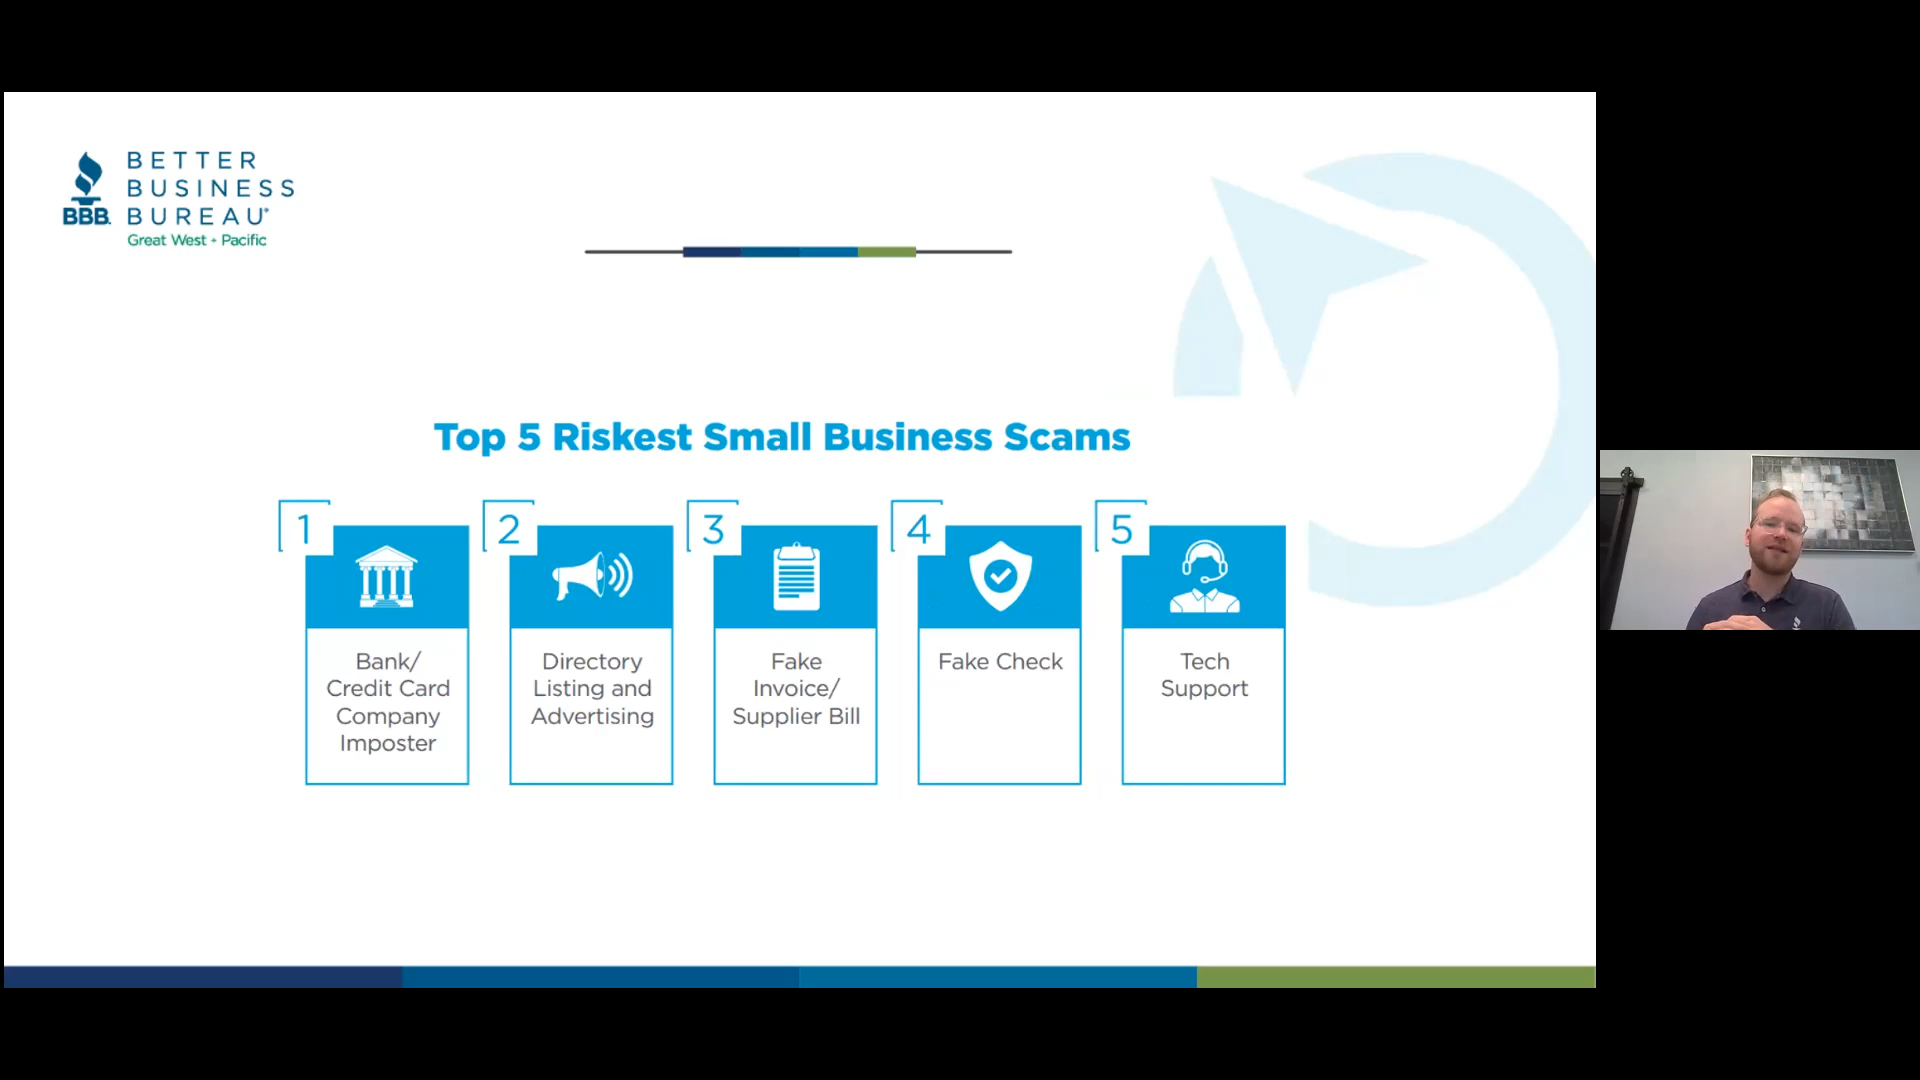 BETTER
BUSINESS
BBB. BUREAU®
Great West + Pacific
Top 5 Riskest Small Business Scams
1
Bank/
Credit Card
Company
Imposter
2
Directory
Listing and
Advertising
3
Fake
Invoice/
Supplier Bill
4
Fake Check
5
Tech
Support